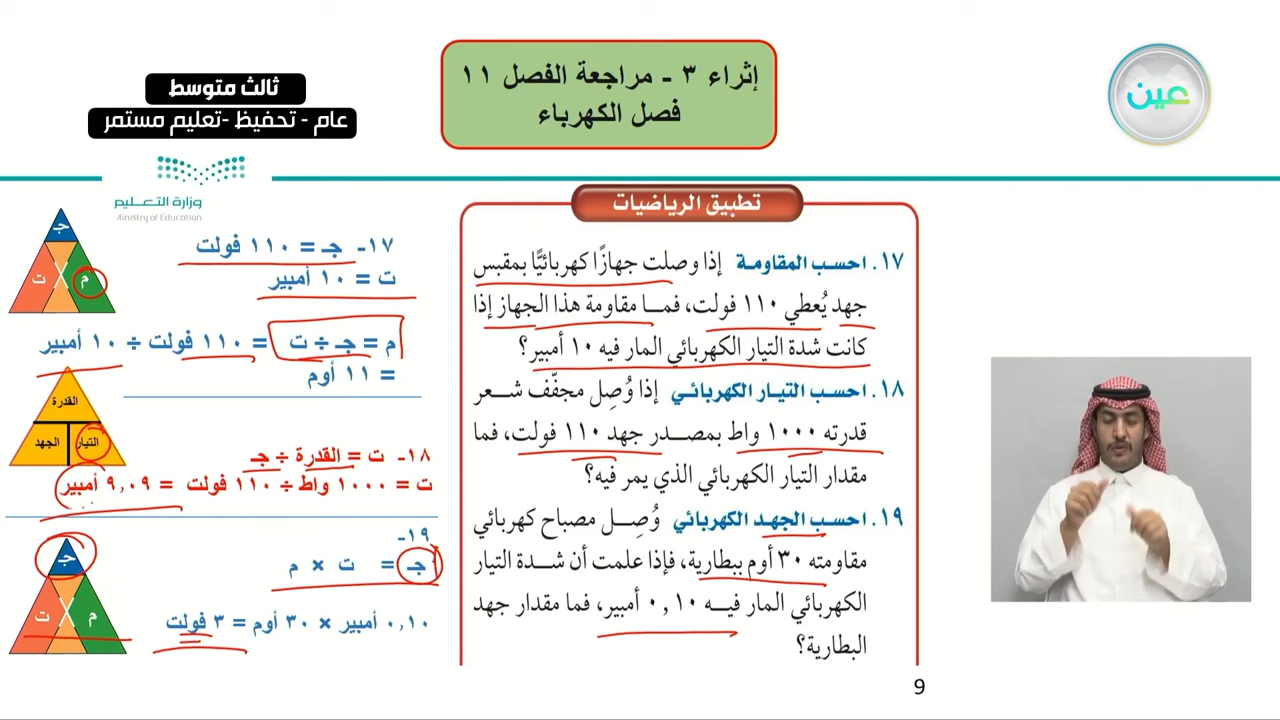 إثراء ٣ - مراجعة الفصل ١١
فصل الكهرباء
عين
ثالث متوسط
عام - تحفيظ -تعليم مستمر
وزارة التعليم
Ministry of Education
تطبيق الرياضيات
١٧. احسب المقاومة إذا وصلت جهازًا كهربائيًّا بمقبس
جهد يُعطي ١١٠ فولت، فما مقاومة هذا الجهاز إذا
كانت شدة التيار الكهربائي المار فيه ١٠ أمبير؟
١٨. احسب التيار الكهربائي إذا وُصِل مجفّف شعر
قدرته ١٠٠٠ واط بمصدر جهد ١١٠ فولت، فما
مقدار التيار الكهربائي الذي يمر فيه؟
١٩. احسب الجهد الكهربائي وُصِل مصباح كهربائي
مقاومته ٣٠ أوم ببطارية، فإذا علمت أن شدة التيار
الكهربائي المار فيه ٠,١٠ أمبير، فما مقدار جهد
البطارية؟
١٧- جـ = ١١٠ فولت
ت = ١٠ أمبير
جـ
م
ت
م = جـ ÷ ت = ١١٠ فولت ÷ ١٠ أمبير
= ١١ أوم
القدرة
التيار
الجهد
١٨- ت = القدرة ÷ جـ
ت = ١٠٠٠ واط ÷ ١١٠ فولت = ٩,٠٩ أمبير
١٩-
جـ = ت × م
٠,١٠ أمبير × ٣٠ أوم = ٣ فولت
جـ
م
ت
9